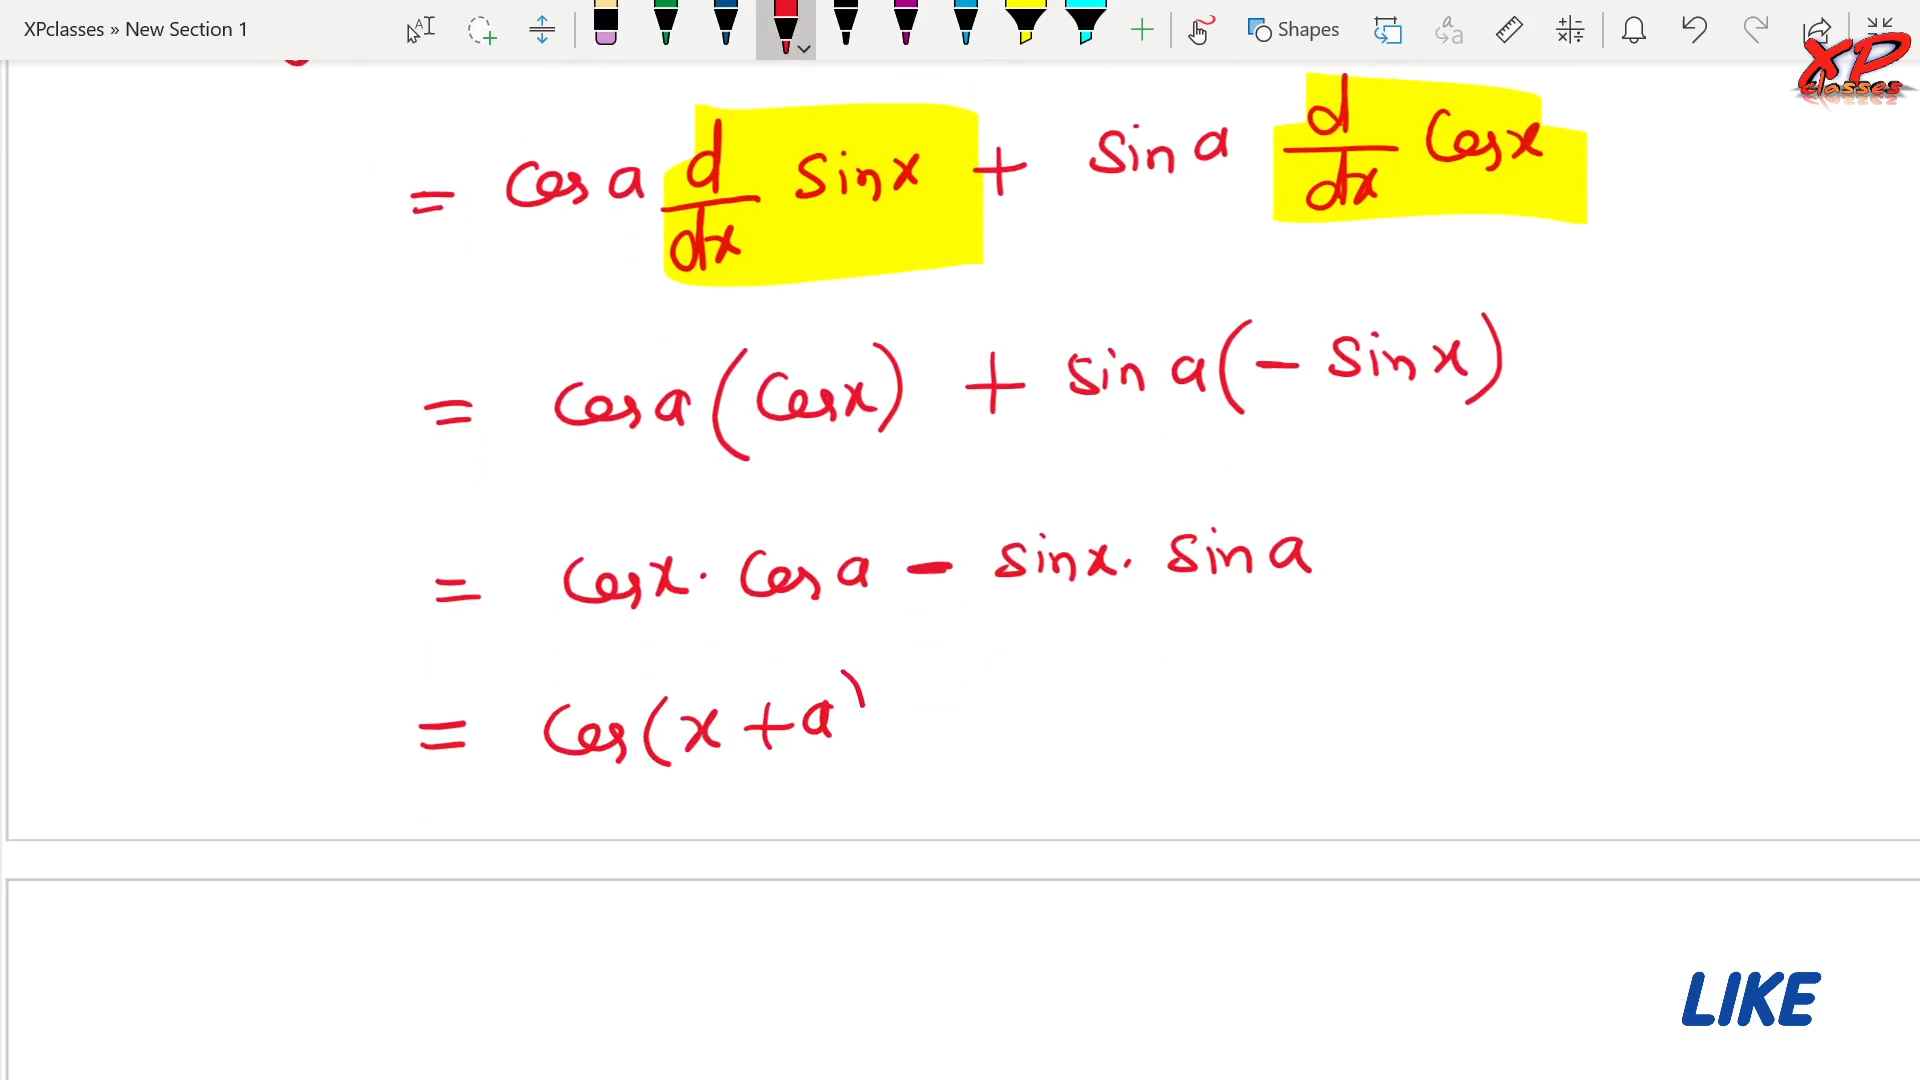 XPclasses » New Section 1
Shapes
XP classes
= cos a d/dx sin x + sin a d/dx cos x
= cos a (cos x) + sin a (- sin x)
= cos x · cos a - sin x · sin a
= cos (x + a)
LIKE